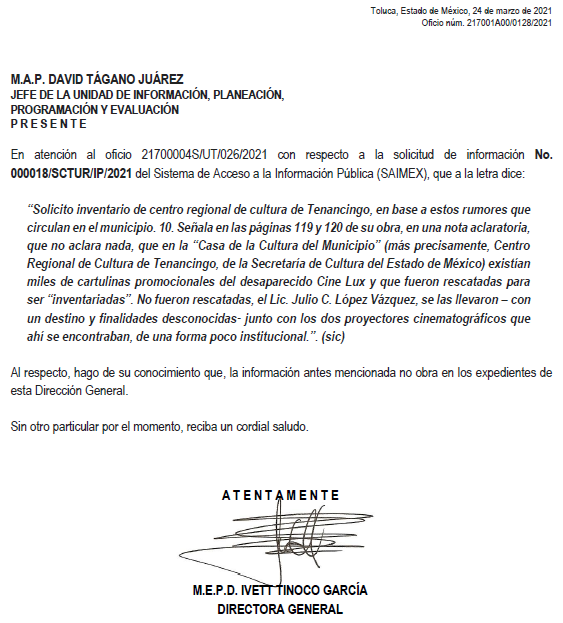 Toluca, Estado de México, 24 de marzo de 2021
Oficio núm. 217001A00/0128/2021
M.A.P. DAVID TÁGANO JUÁREZ
JEFE DE LA UNIDAD DE INFORMACIÓN, PLANEACIÓN,
PROGRAMACIÓN Y EVALUACIÓN
P R E S E N T E
En atención al oficio 21700004S/UT/026/2021 con respecto a la solicitud de información No.
000018/SCTUR/IP/2021 del Sistema de Acceso a la Información Pública (SAIMEX), que a la letra dice:
“Solicito inventario de centro regional de cultura de Tenancingo, en base a estos rumores que
circulan en el municipio. 10. Señala en las páginas 119 y 120 de su obra, en una nota aclaratoria,
que no aclara nada, que en la “Casa de la Cultura del Municipio” (más precisamente, Centro
Regional de Cultura de Tenancingo, de la Secretaría de Cultura del Estado de México) existían
miles de cartulinas promocionales del desaparecido Cine Lux y que fueron rescatadas para
ser “inventariadas”. No fueron rescatadas, el Lic. Julio C. López Vázquez, se las llevaron – con
un destino y finalidades desconocidas- junto con los dos proyectores cinematográficos que
ahí se encontraban, de una forma poco institucional.”. (sic)
Al respecto, hago de su conocimiento que, la información antes mencionada no obra en los expedientes de
esta Dirección General.
Sin otro particular por el momento, reciba un cordial saludo.
A T E N T A M E N T E
M.E.P.D. IVETT TINOCO GARCÍA
DIRECTORA GENERAL